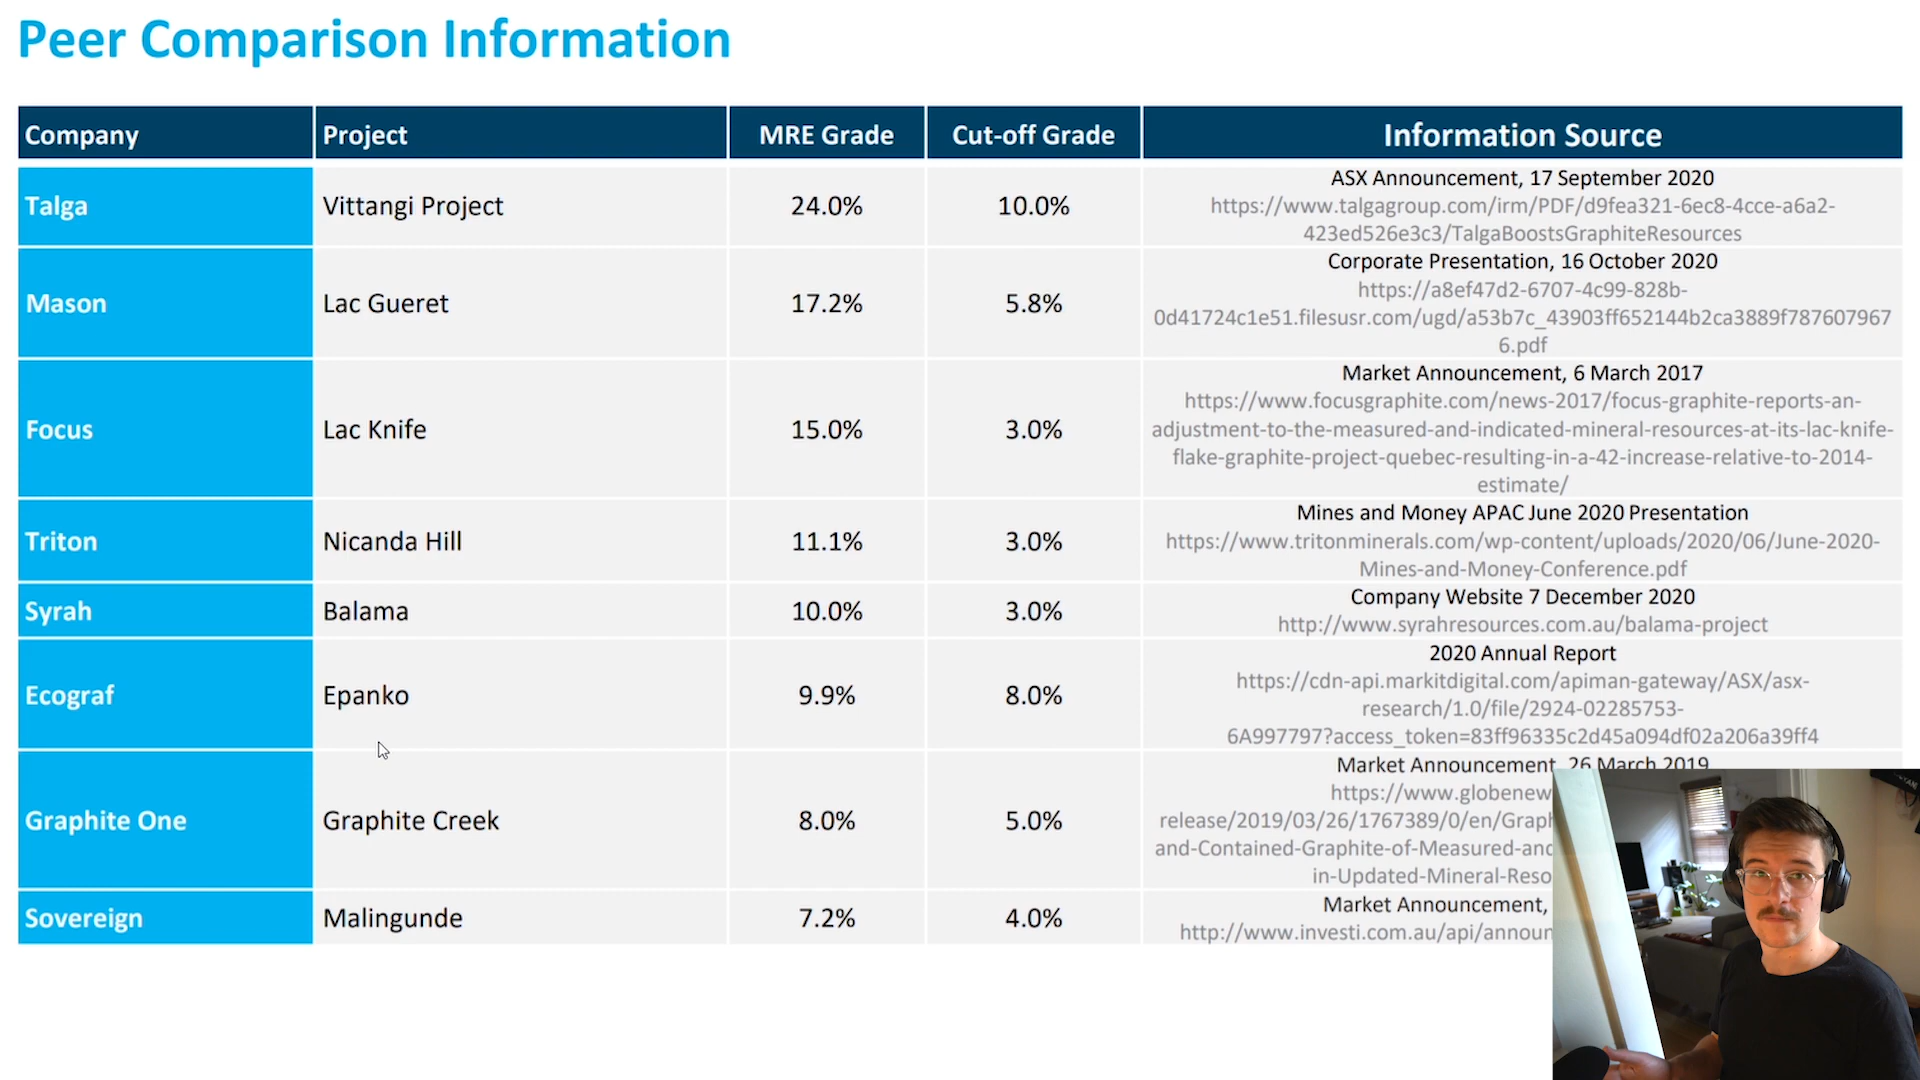 Peer Comparison Information
Company Project MRE Grade Cut-off Grade Information Source
Talga Vittangi Project 24.0% 10.0% ASX Announcement, 17 September 2020
https://www.talgagroup.com/irm/PDF/d9fea321-6ec8-4cce-a6a2-
423ed526e3c3/TalgaBoostsGraphiteResources
Mason Lac Gueret 17.2% 5.8% Corporate Presentation, 16 October 2020
https://a8ef47d2-6707-4c99-828b-
0d41724c1e51.filesusr.com/ugd/a53b7c_43903ff652144b2ca3889f787607967
6.pdf
Focus Lac Knife 15.0% 3.0% Market Announcement, 6 March 2017
https://www.focusgraphite.com/news-2017/focus-graphite-reports-an-
adjustment-to-the-measured-and-indicated-mineral-resources-at-its-lac-knife-
flake-graphite-project-quebec-resulting-in-a-42-increase-relative-to-2014-
estimate/
Triton Nicanda Hill 11.1% 3.0% Mines and Money APAC June 2020 Presentation
https://www.tritonminerals.com/wp-content/uploads/2020/06/June-2020-
Mines-and-Money-Conference.pdf
Syrah Balama 10.0% 3.0% Company Website 7 December 2020
http://www.syrahresources.com.au/balama-project
Ecograf Epanko 9.9% 8.0% 2020 Annual Report
https://cdn-api.markitdigital.com/apiman-gateway/ASX/asx-
research/1.0/file/2924-02285753-
6A997797?access_token=83ff96335c2d45a094df02a206a39ff4
Graphite One Graphite Creek 8.0% 5.0% Market Announcement, 26 March 2019
https://www.globenew
release/2019/03/26/1767389/0/en/Grap
and-Contained-Graphite-of-Measured-and
in-Updated-Mineral-Reso
Sovereign Malingunde 7.2% 4.0% Market Announcement,
http://www.investi.com.au/api/announ